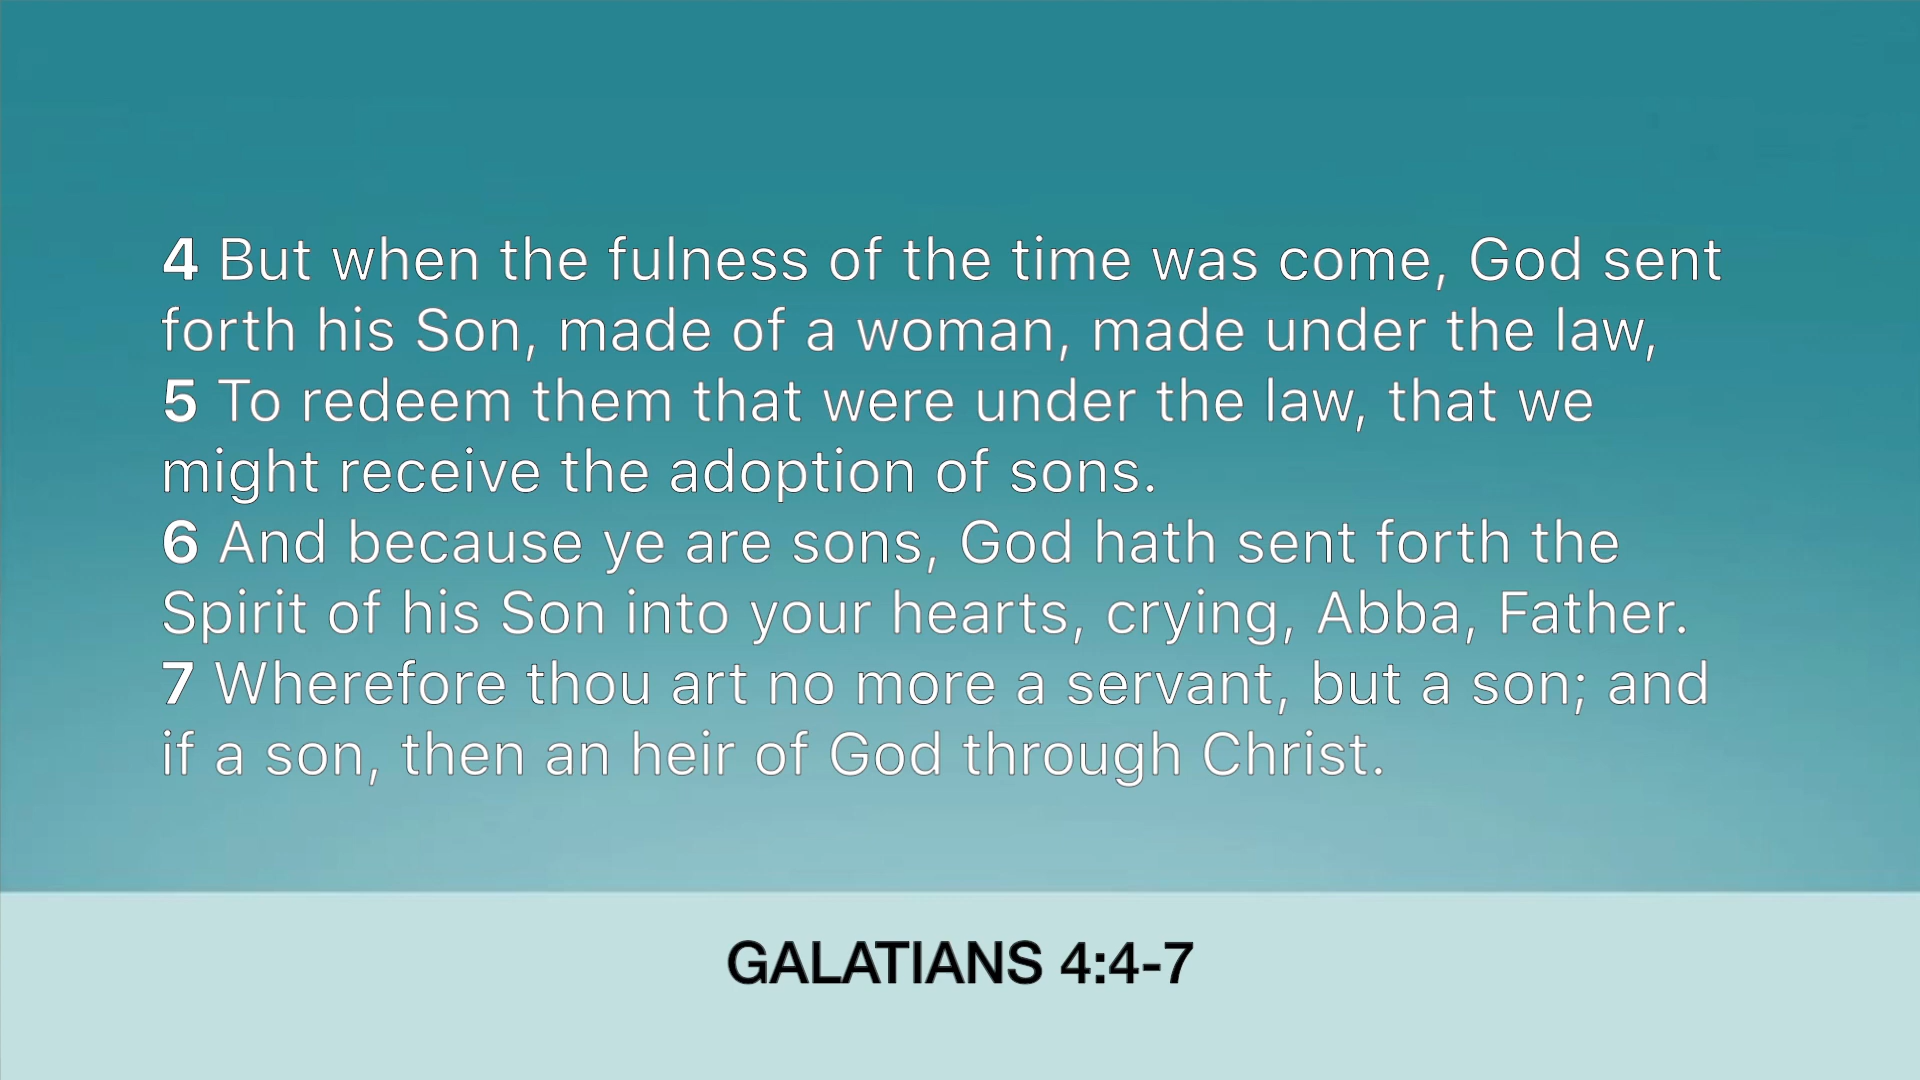 4 But when the fulness of the time was come, God sent
forth his Son, made of a woman, made under the law,
5 To redeem them that were under the law, that we
might receive the adoption of sons.
6 And because ye are sons, God hath sent forth the
Spirit of his Son into your hearts, crying, Abba, Father.
7 Wherefore thou art no more a servant, but a son; and
if a son, then an heir of God through Christ.
GALATIANS 4:4-7